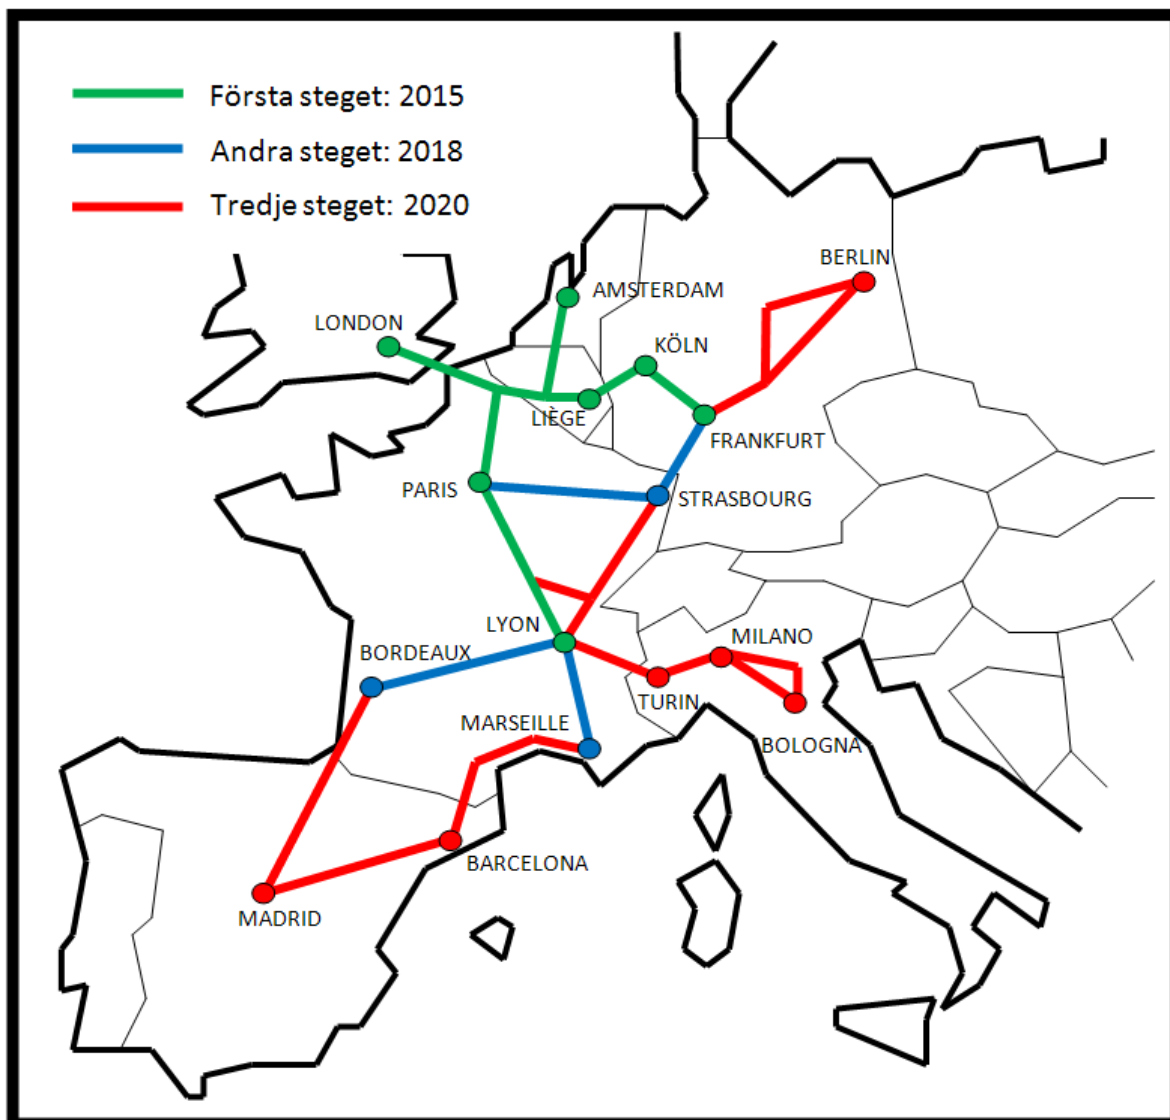 Första steget: 2015
Andra steget: 2018
Tredje steget: 2020
BERLIN
AMSTERDAM
LONDON
KÖLN
LIÈGE
FRANKFURT
PARIS
STRASBOURG
LYON
MILANO
BORDEAUX
TURIN
MARSEILLE
BOLOGNA
BARCELONA
MADRID